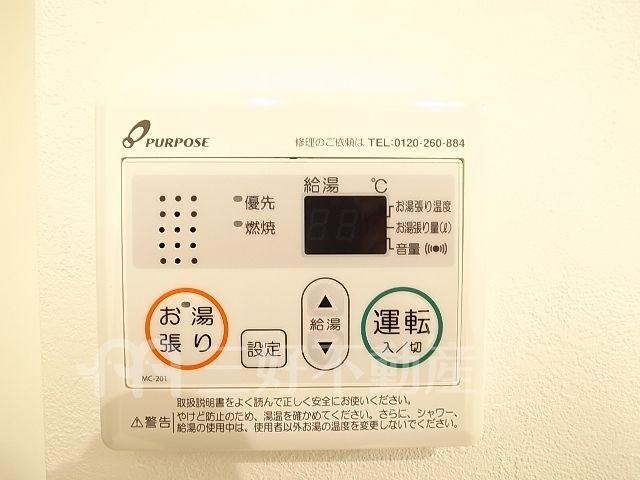 PURPOSE
修理のご依頼は TEL:0120-260-884
給湯 ℃
優先
燃焼
お湯張り温度
お湯張り量(ℓ)
音量
お湯張り
設定
給湯
運転
入/切
MC-201
三好不動産
取扱説明書をよく読んで正しく安全にお使いください。
⚠警告
やけど防止のため、湯温を確かめてください。さらに、シャワー、
給湯の使用中は、使用者以外お湯の温度を変更しないでください。